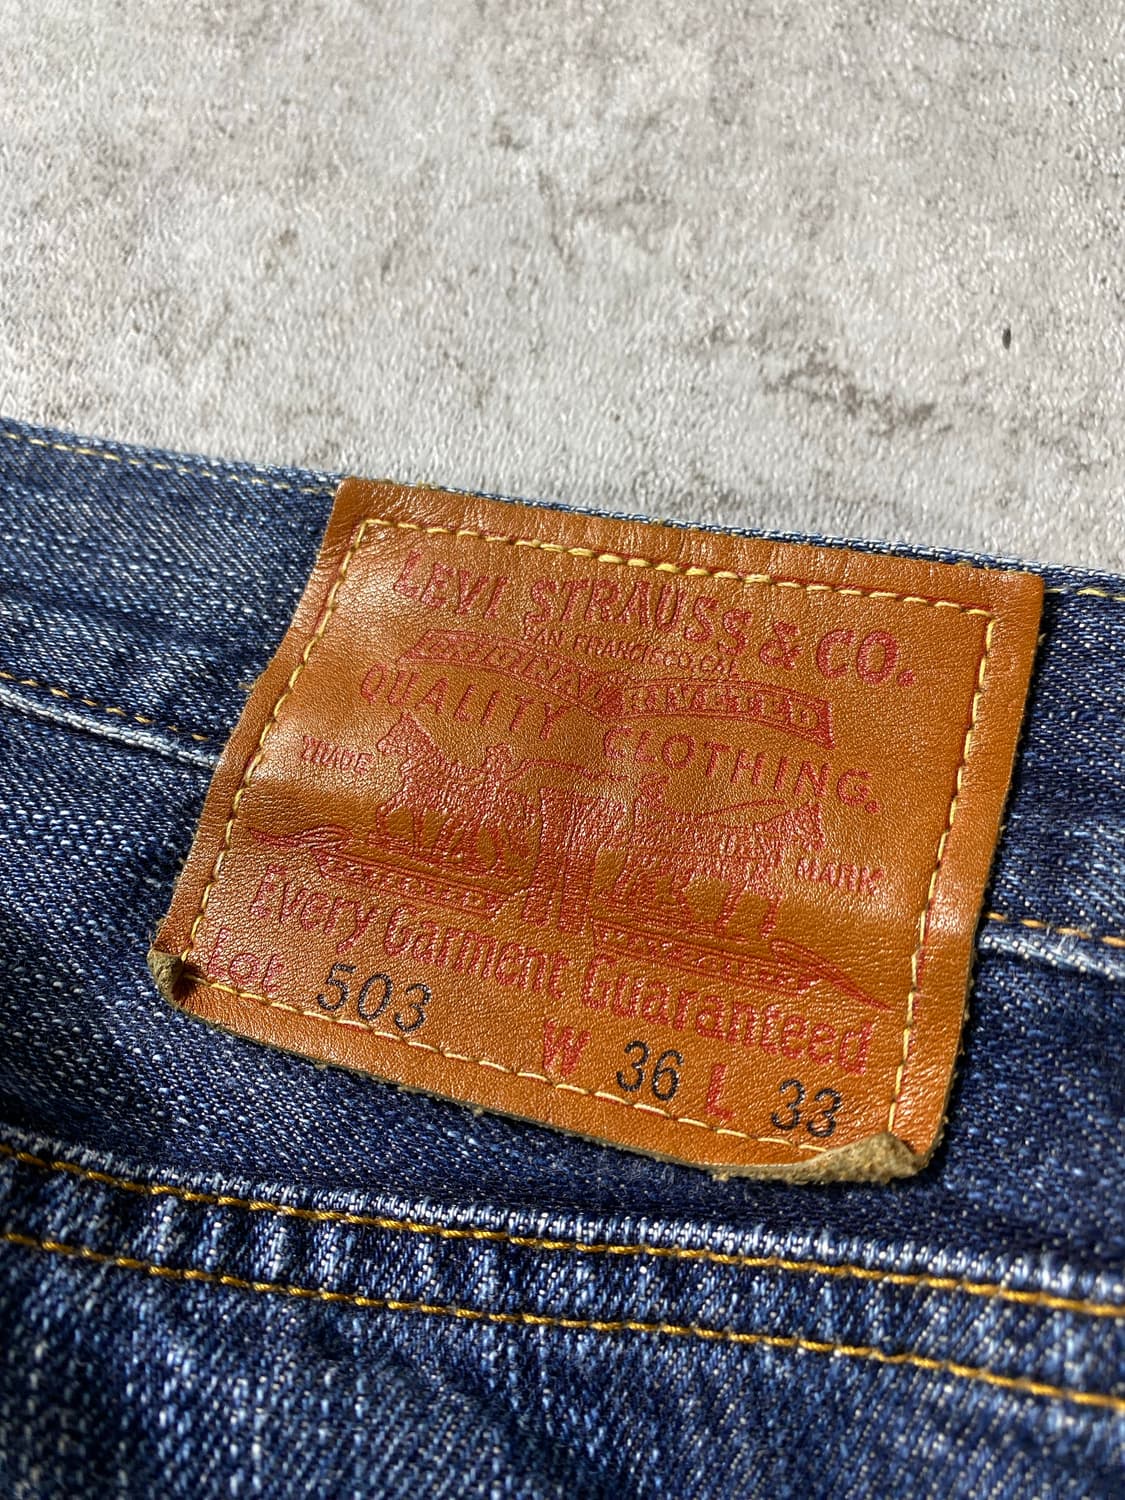 LEVI STRAUSS & CO.
SAN FRANCISCO, CAL.
ORIGINAL RIVETED
QUALITY CLOTHING.
TRADE MARK
Every Garment Guaranteed
Lot 503 W 36 L 33